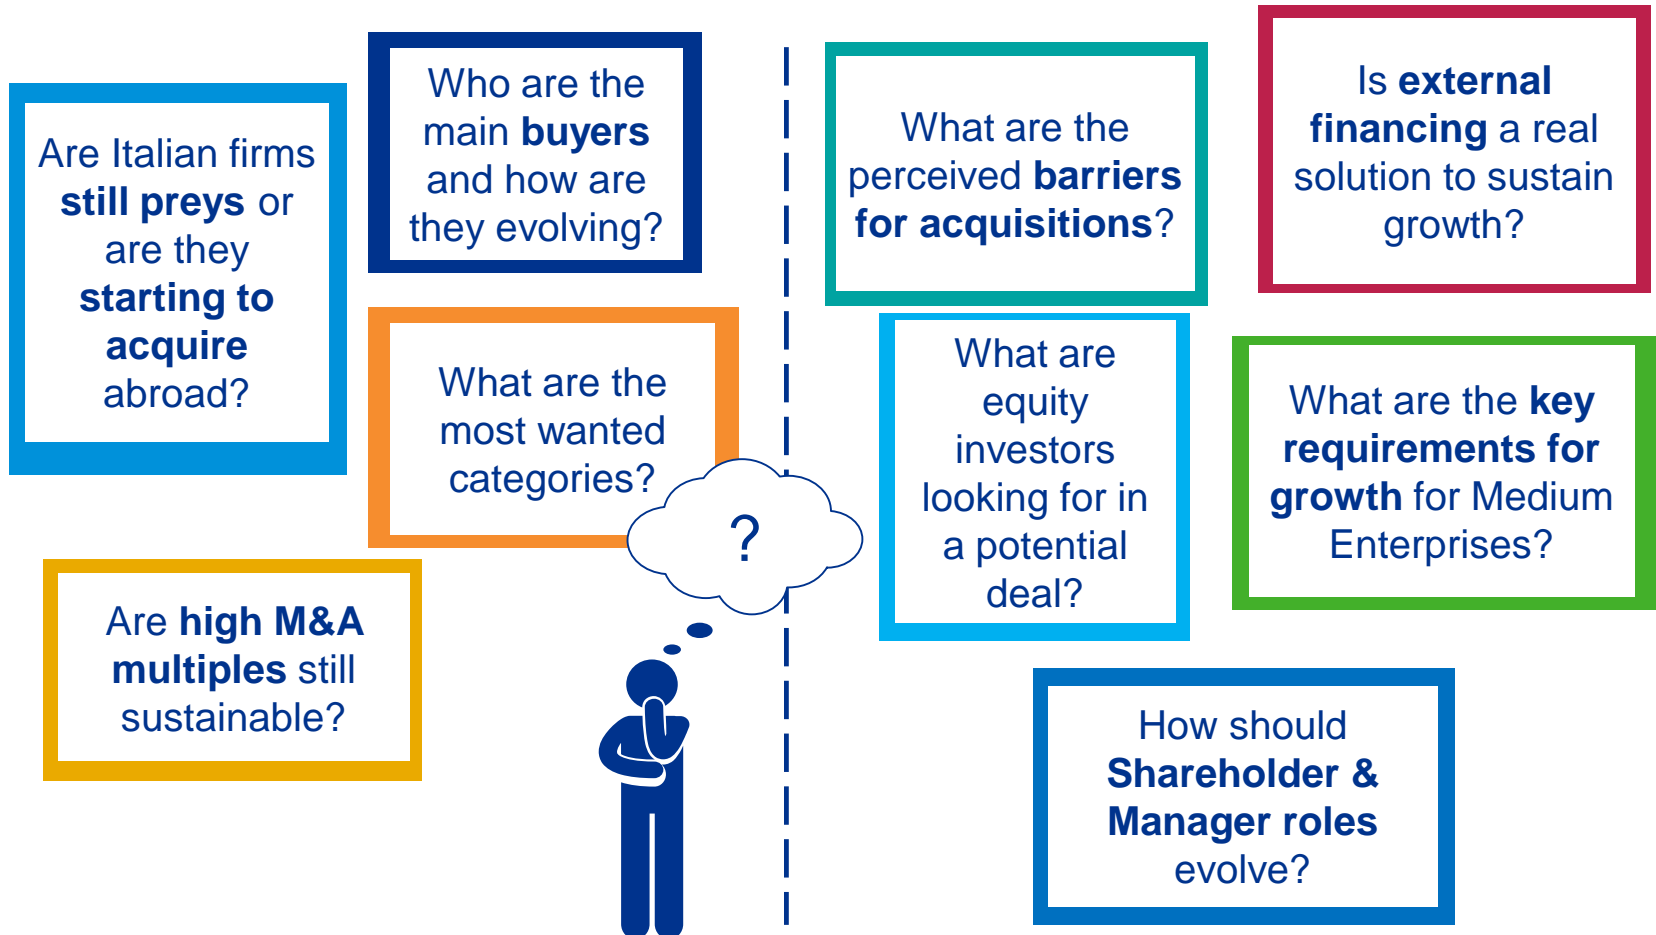 Are Italian firms
still preys or
are they
starting to
acquire
abroad?
Who are the
main buyers
and how are
they evolving?
What are the
most wanted
categories?
Are high M&A
multiples still
sustainable?
?
What are the
perceived barriers
for acquisitions?
Is external
financing a real
solution to sustain
growth?
What are
equity
investors
looking for in
a potential
deal?
What are the key
requirements for
growth for Medium
Enterprises?
How should
Shareholder &
Manager roles
evolve?